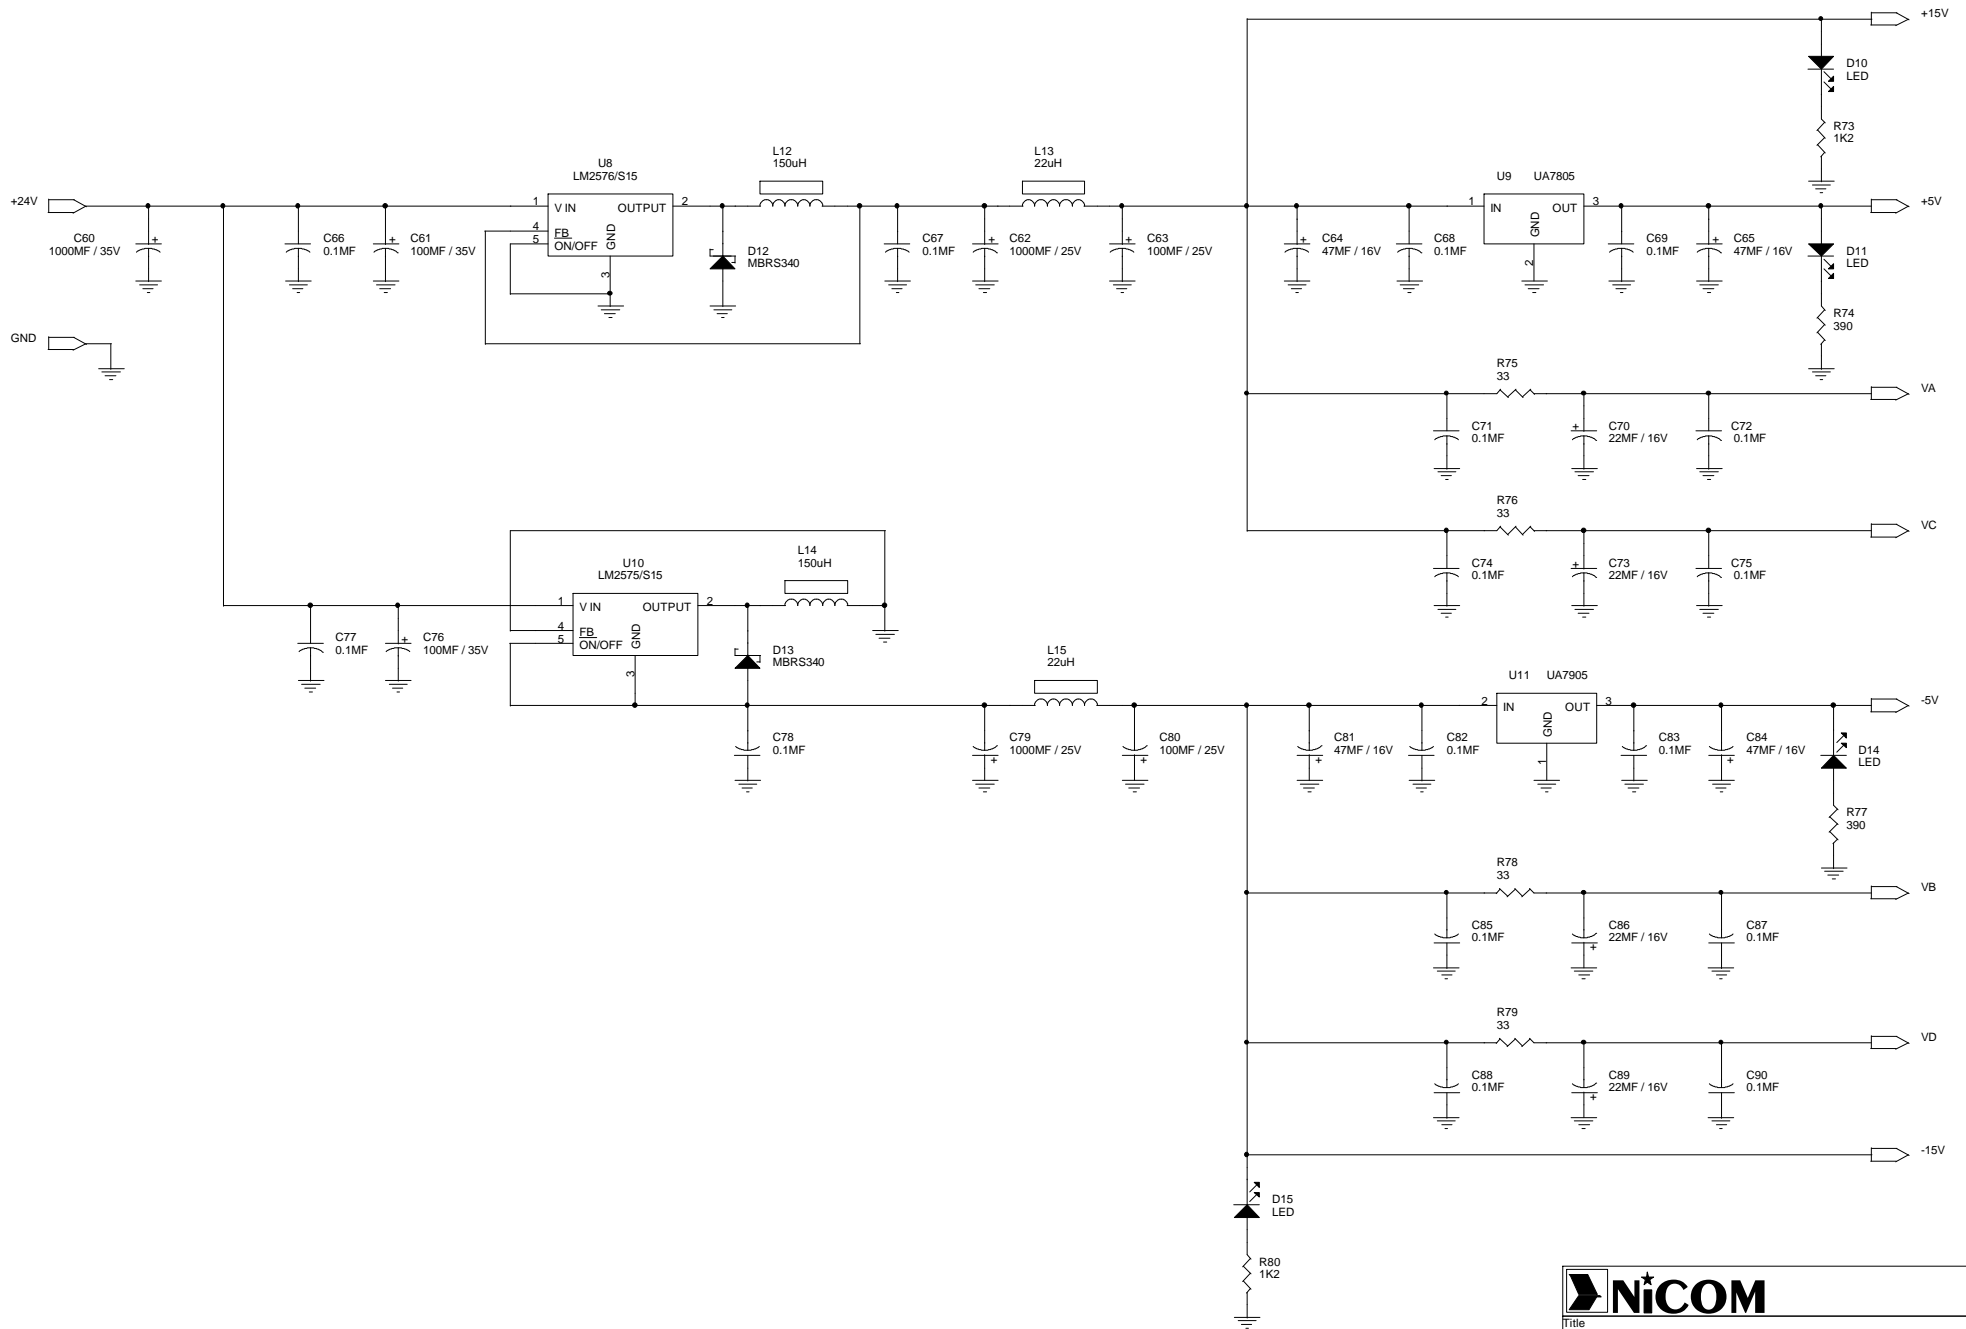 +15V
D10
LED
R73
1K2
+24V
C60
1000MF / 35V
C66
0.1MF
C61
100MF / 35V
U8
LM2576/S15
1
V IN
OUTPUT
2
4
FB
5
ON/OFF
GND
3
D12
MBRS340
L12
150uH
C67
0.1MF
C62
1000MF / 25V
L13
22uH
C63
100MF / 25V
C64
47MF / 16V
C68
0.1MF
U9 UA7805
1
IN
OUT
3
GND
2
C69
0.1MF
C65
47MF / 16V
+5V
D11
LED
R74
390
GND
R75
33
VA
C71
0.1MF
C70
22MF / 16V
C72
0.1MF
R76
33
VC
C74
0.1MF
C73
22MF / 16V
C75
0.1MF
C77
0.1MF
C76
100MF / 35V
U10
LM2575/S15
1
V IN
OUTPUT
2
4
FB
5
ON/OFF
GND
3
L14
150uH
D13
MBRS340
C78
0.1MF
C79
1000MF / 25V
L15
22uH
C80
100MF / 25V
C81
47MF / 16V
C82
0.1MF
U11 UA7905
2
IN
OUT
3
GND
1
C83
0.1MF
C84
47MF / 16V
-5V
D14
LED
R77
390
R78
33
VB
C85
0.1MF
C86
22MF / 16V
C87
0.1MF
R79
33
VD
C88
0.1MF
C89
22MF / 16V
C90
0.1MF
-15V
D15
LED
R80
1K2
NiCOM
Title